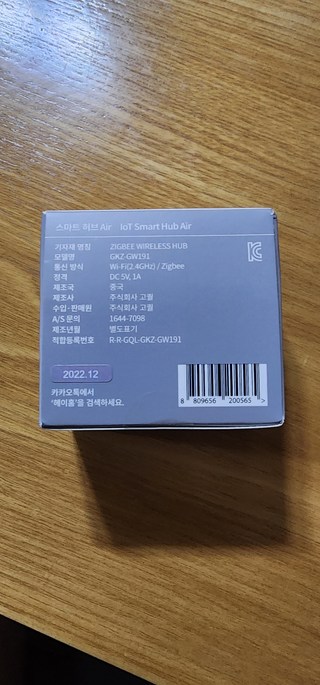 스마트 허브 Air IoT Smart Hub Air
기자재 명칭 ZIGBEE WIRELESS HUB
모델명 GKZ-GW191
통신 방식 Wi-Fi(2.4GHz) / Zigbee
정격 DC 5V, 1A
제조국 중국
제조사 주식회사 고퀄
수입·판매원 주식회사 고퀄
A/S 문의 1644-7098
제조년월 별도표기
적합등록번호 R-R-GQL-GKZ-GW191
2022.12
카카오톡에서
'헤이홈'을 검색하세요.
8 809656 200565 >